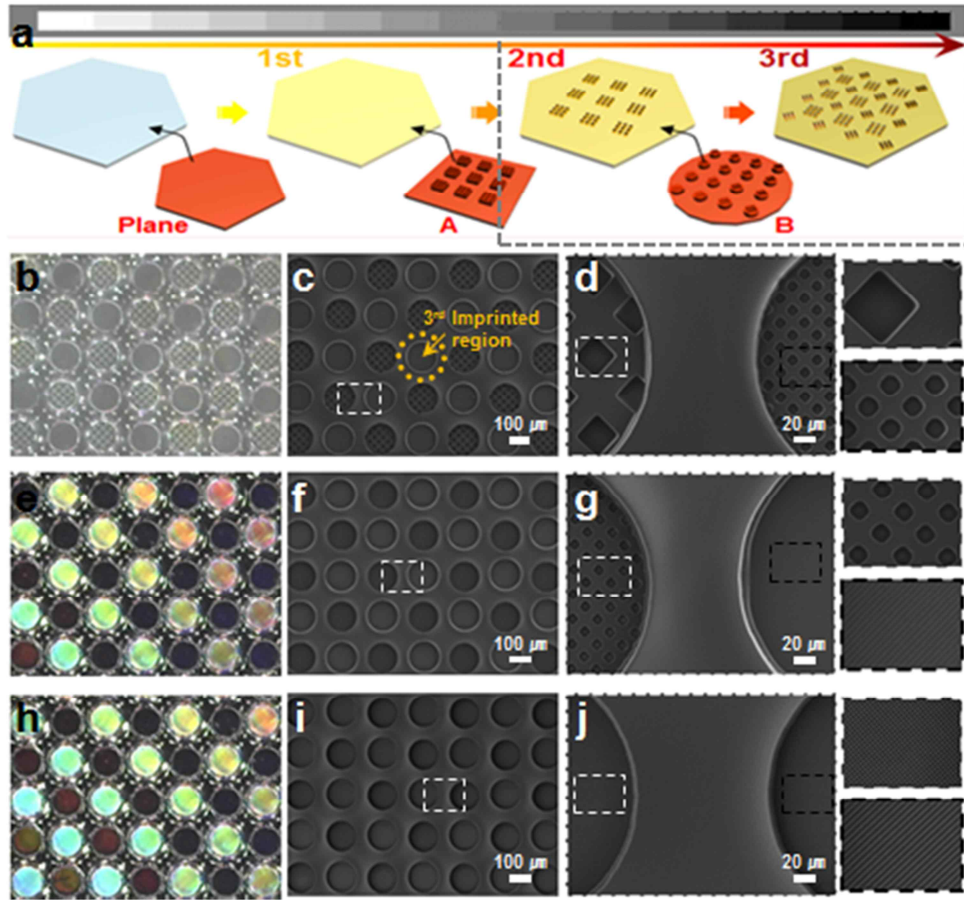 a
1st
2nd
3rd
Plane
A
B
b
c
3rd Imprinted
region
100 μm
d
20 μm
e
f
100 μm
g
20 μm
h
i
100 μm
j
20 μm